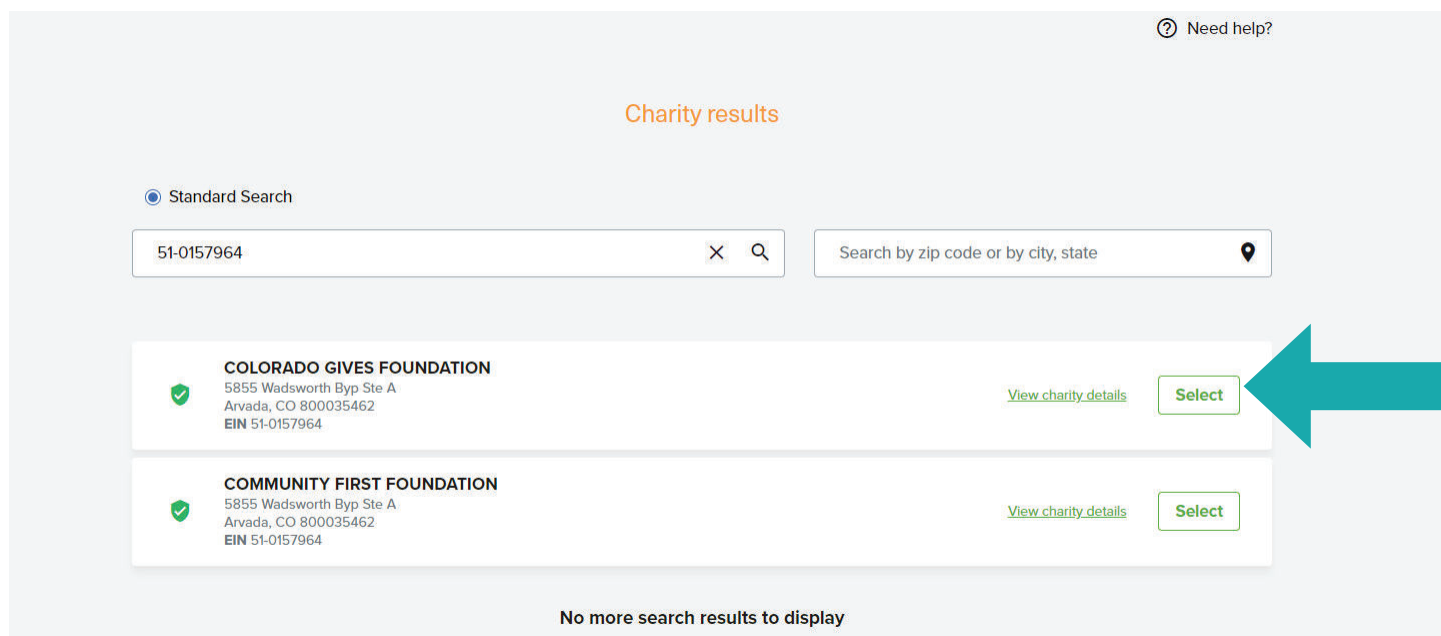 Need help?
Charity results
Standard Search
51-0157964
Search by zip code or by city, state
COLORADO GIVES FOUNDATION
5855 Wadsworth Byp Ste A
Arvada, CO 800035462
EIN 51-0157964
View charity details
Select
COMMUNITY FIRST FOUNDATION
5855 Wadsworth Byp Ste A
Arvada, CO 800035462
EIN 51-0157964
View charity details
Select
No more search results to display